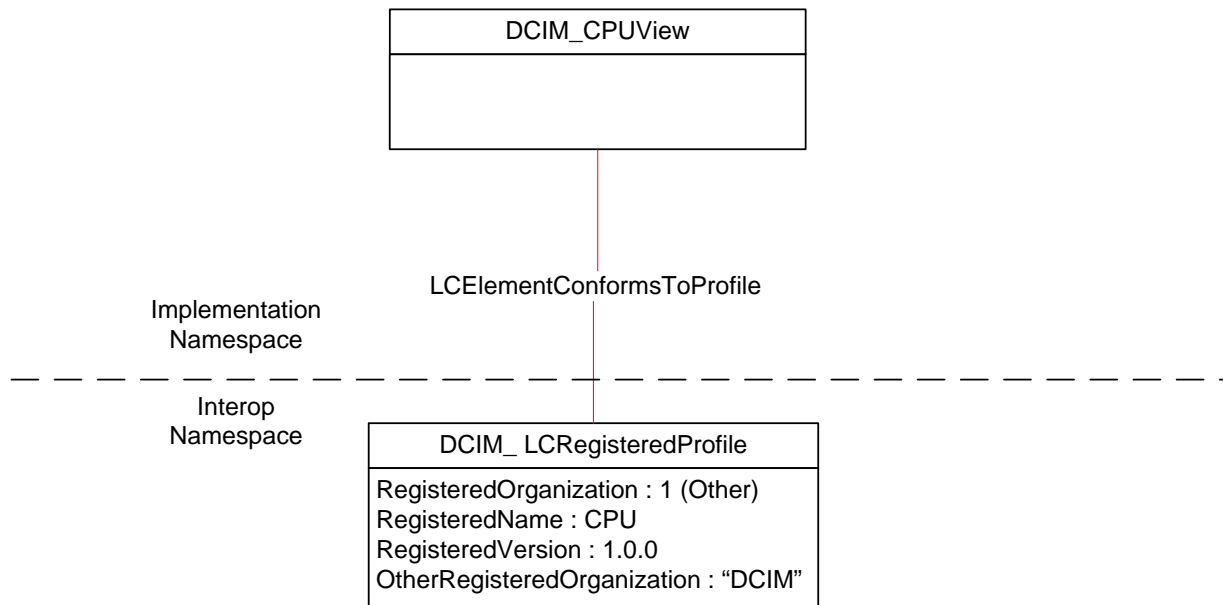 DCIM_CPUView
LCElementConformsToProfile
Implementation
Namespace
Interop
Namespace
DCIM_ LCRegisteredProfile
RegisteredOrganization : 1 (Other)
RegisteredName : CPU
RegisteredVersion : 1.0.0
OtherRegisteredOrganization : “DCIM”